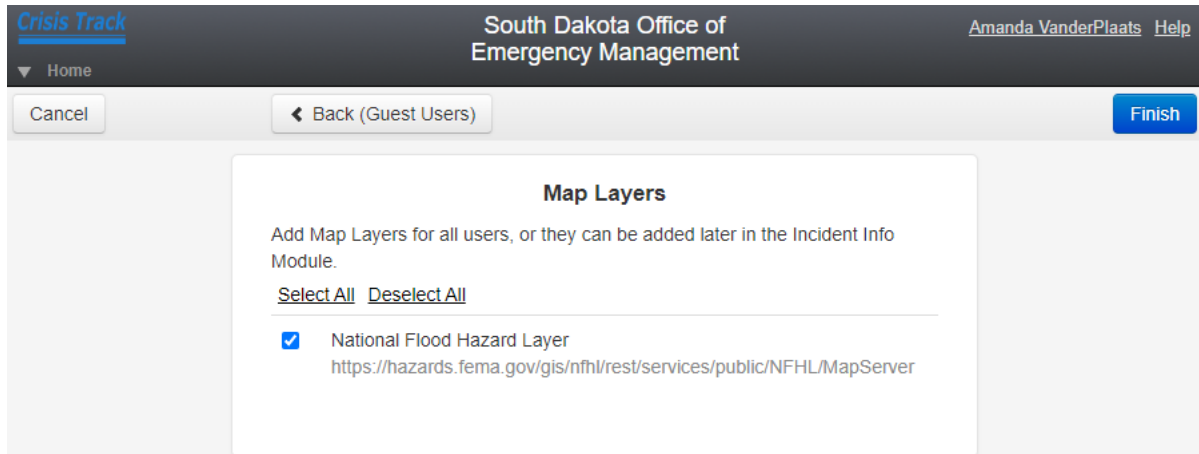 Crisis Track
South Dakota Office of
Emergency Management
Amanda VanderPlaats Help
Home
Cancel
Back (Guest Users)
Finish
Map Layers
Add Map Layers for all users, or they can be added later in the Incident Info
Module.
Select All Deselect All
National Flood Hazard Layer
https://hazards.fema.gov/gis/nfhl/rest/services/public/NFHL/MapServer